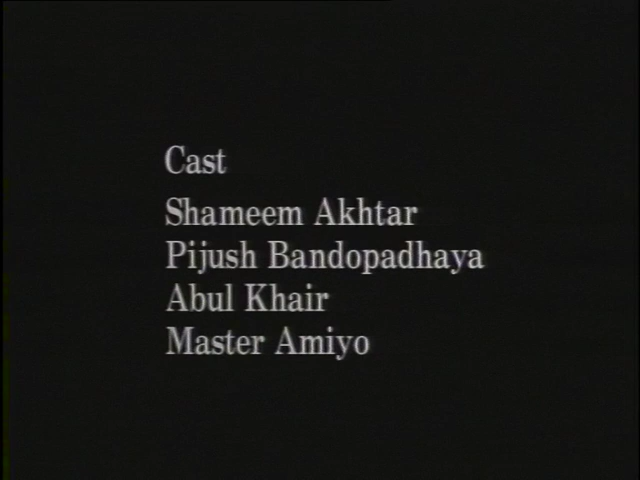 Cast
Shameem Akhtar
Pijush Bandopadhaya
Abul Khair
Master Amiyo